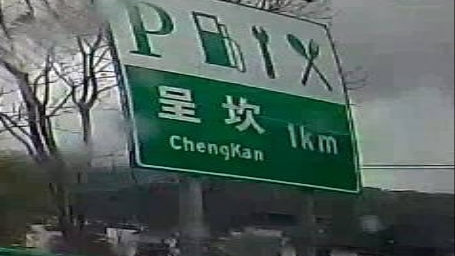 P
呈坎 1km
ChengKan